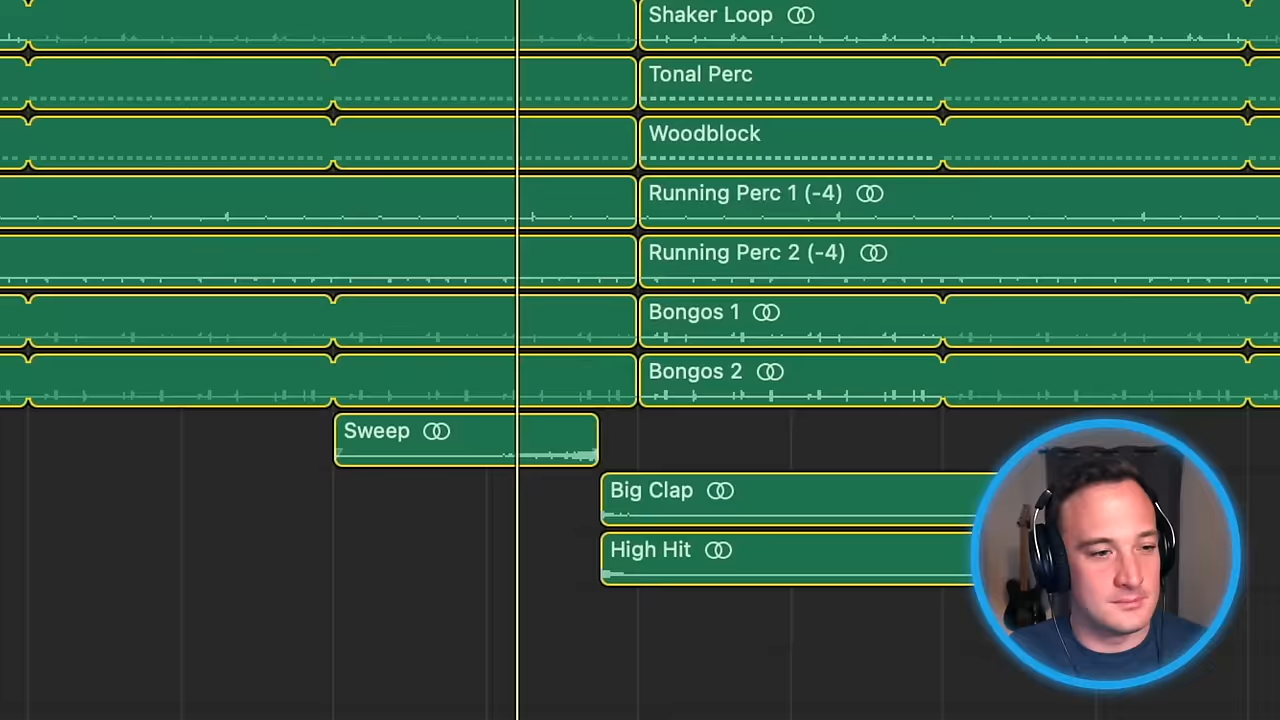 Shaker Loop
Tonal Perc
Woodblock
Running Perc 1 (-4)
Running Perc 2 (-4)
Bongos 1
Bongos 2
Sweep
Big Clap
High Hit